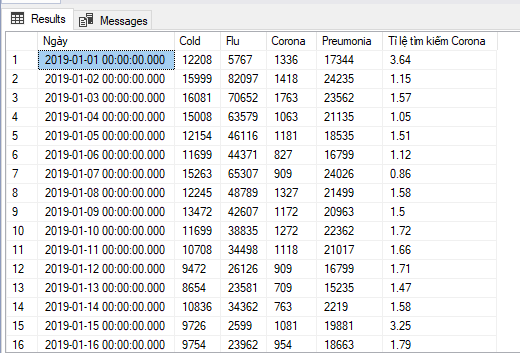 Results Messages
Ngày Cold Flu Corona Preumonia Tỉ lệ tìm kiếm Corona
1 2019-01-01 00:00:00.000 12208 5767 1336 17344 3.64
2 2019-01-02 00:00:00.000 15999 82097 1418 24235 1.15
3 2019-01-03 00:00:00.000 16081 70652 1763 23562 1.57
4 2019-01-04 00:00:00.000 15008 63579 1063 21135 1.05
5 2019-01-05 00:00:00.000 12154 46116 1181 18535 1.51
6 2019-01-06 00:00:00.000 11699 44371 827 16799 1.12
7 2019-01-07 00:00:00.000 15263 65307 909 24026 0.86
8 2019-01-08 00:00:00.000 12245 48789 1327 21499 1.58
9 2019-01-09 00:00:00.000 13472 42607 1172 20963 1.5
10 2019-01-10 00:00:00.000 11699 38835 1272 22362 1.72
11 2019-01-11 00:00:00.000 10708 34498 1118 21017 1.66
12 2019-01-12 00:00:00.000 9472 26126 909 16799 1.71
13 2019-01-13 00:00:00.000 8654 23581 709 15235 1.47
14 2019-01-14 00:00:00.000 10836 34362 763 2219 1.58
15 2019-01-15 00:00:00.000 9726 2599 1081 19881 3.25
16 2019-01-16 00:00:00.000 9754 23962 954 18663 1.79